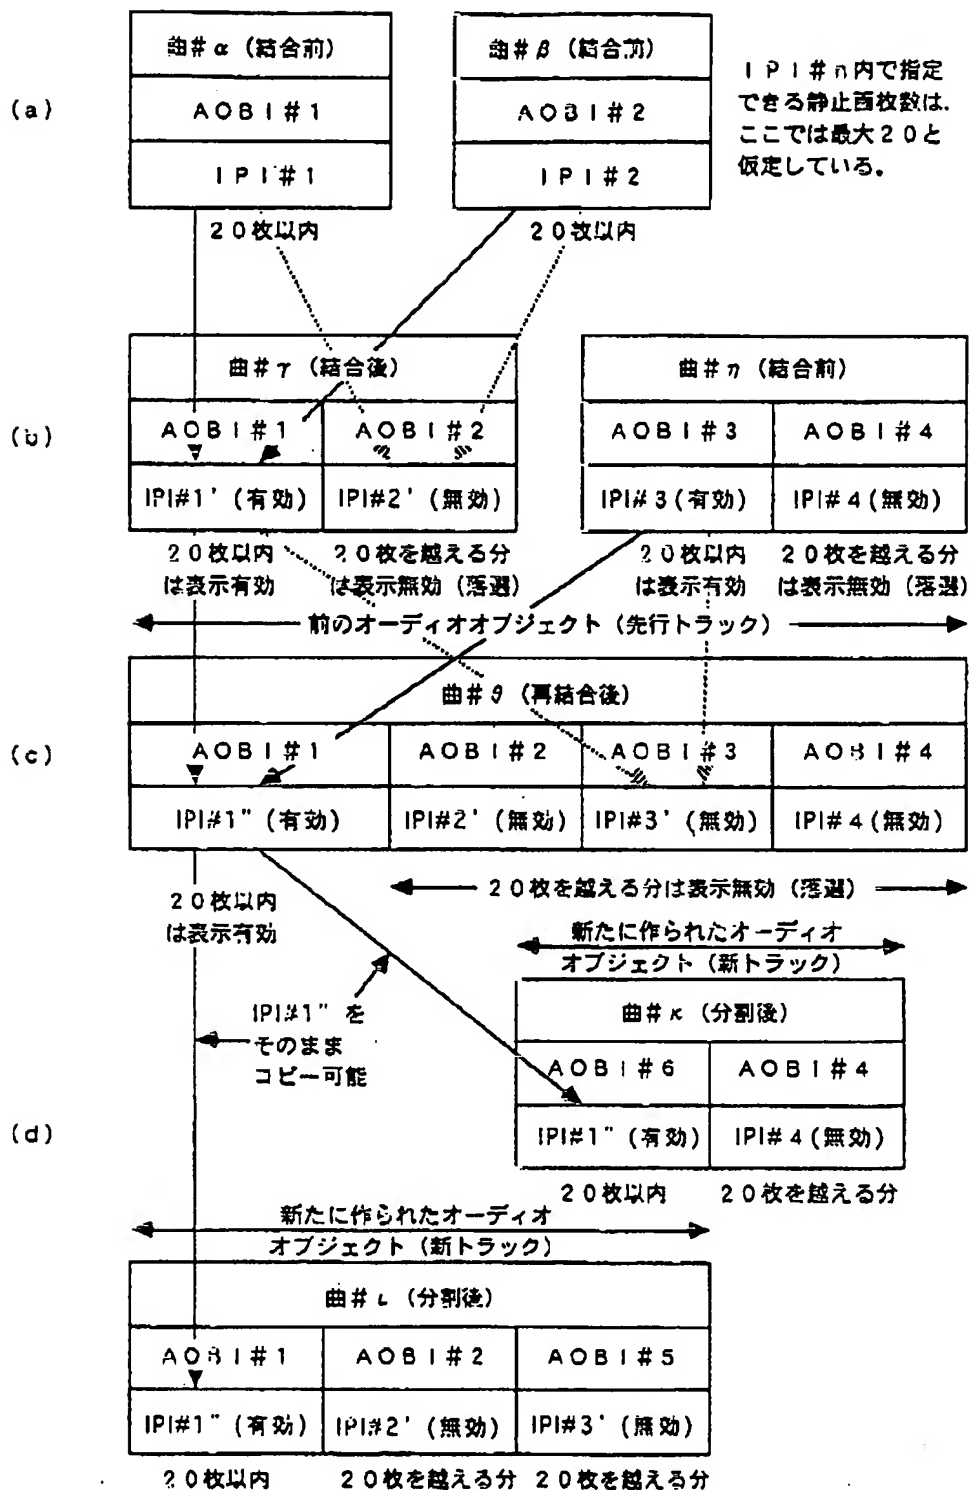 (a)
曲#α(結合前)
曲#β(結合前)
AOBI#1
AOBI#2
IPI#1
IPI#2
20枚以内
20枚以内
IPI#n内で指定
できる静止画枚数は、
ここでは最大20と
仮定している。
(b)
曲#γ(結合後)
曲#η(結合前)
AOBI#1
AOBI#2
AOBI#3
AOBI#4
IPI#1'(有効)
IPI#2'(無効)
IPI#3(有効)
IPI#4(無効)
20枚以内
は表示有効
20枚を越える分
は表示無効(落選)
20枚以内
は表示有効
20枚を越える分
は表示無効(落選)
前のオーディオオブジェクト(先行トラック)
(c)
曲#θ(再結合後)
AOBI#1
AOBI#2
AOBI#3
AOBI#4
IPI#1"(有効)
IPI#2'(無効)
IPI#3'(無効)
IPI#4(無効)
20枚以内
は表示有効
20枚を越える分は表示無効(落選)
(d)
新たに作られたオーディオ
オブジェクト(新トラック)
IPI#1"を
そのまま
コピー可能
曲#κ(分割後)
AOBI#6
AOBI#4
IPI#1"(有効)
IPI#4(無効)
20枚以内
20枚を越える分
新たに作られたオーディオ
オブジェクト(新トラック)
曲#ι(分割後)
AOBI#1
AOBI#2
AOBI#5
IPI#1"(有効)
IPI#2'(無効)
IPI#3'(無効)
20枚以内
20枚を越える分
20枚を越える分